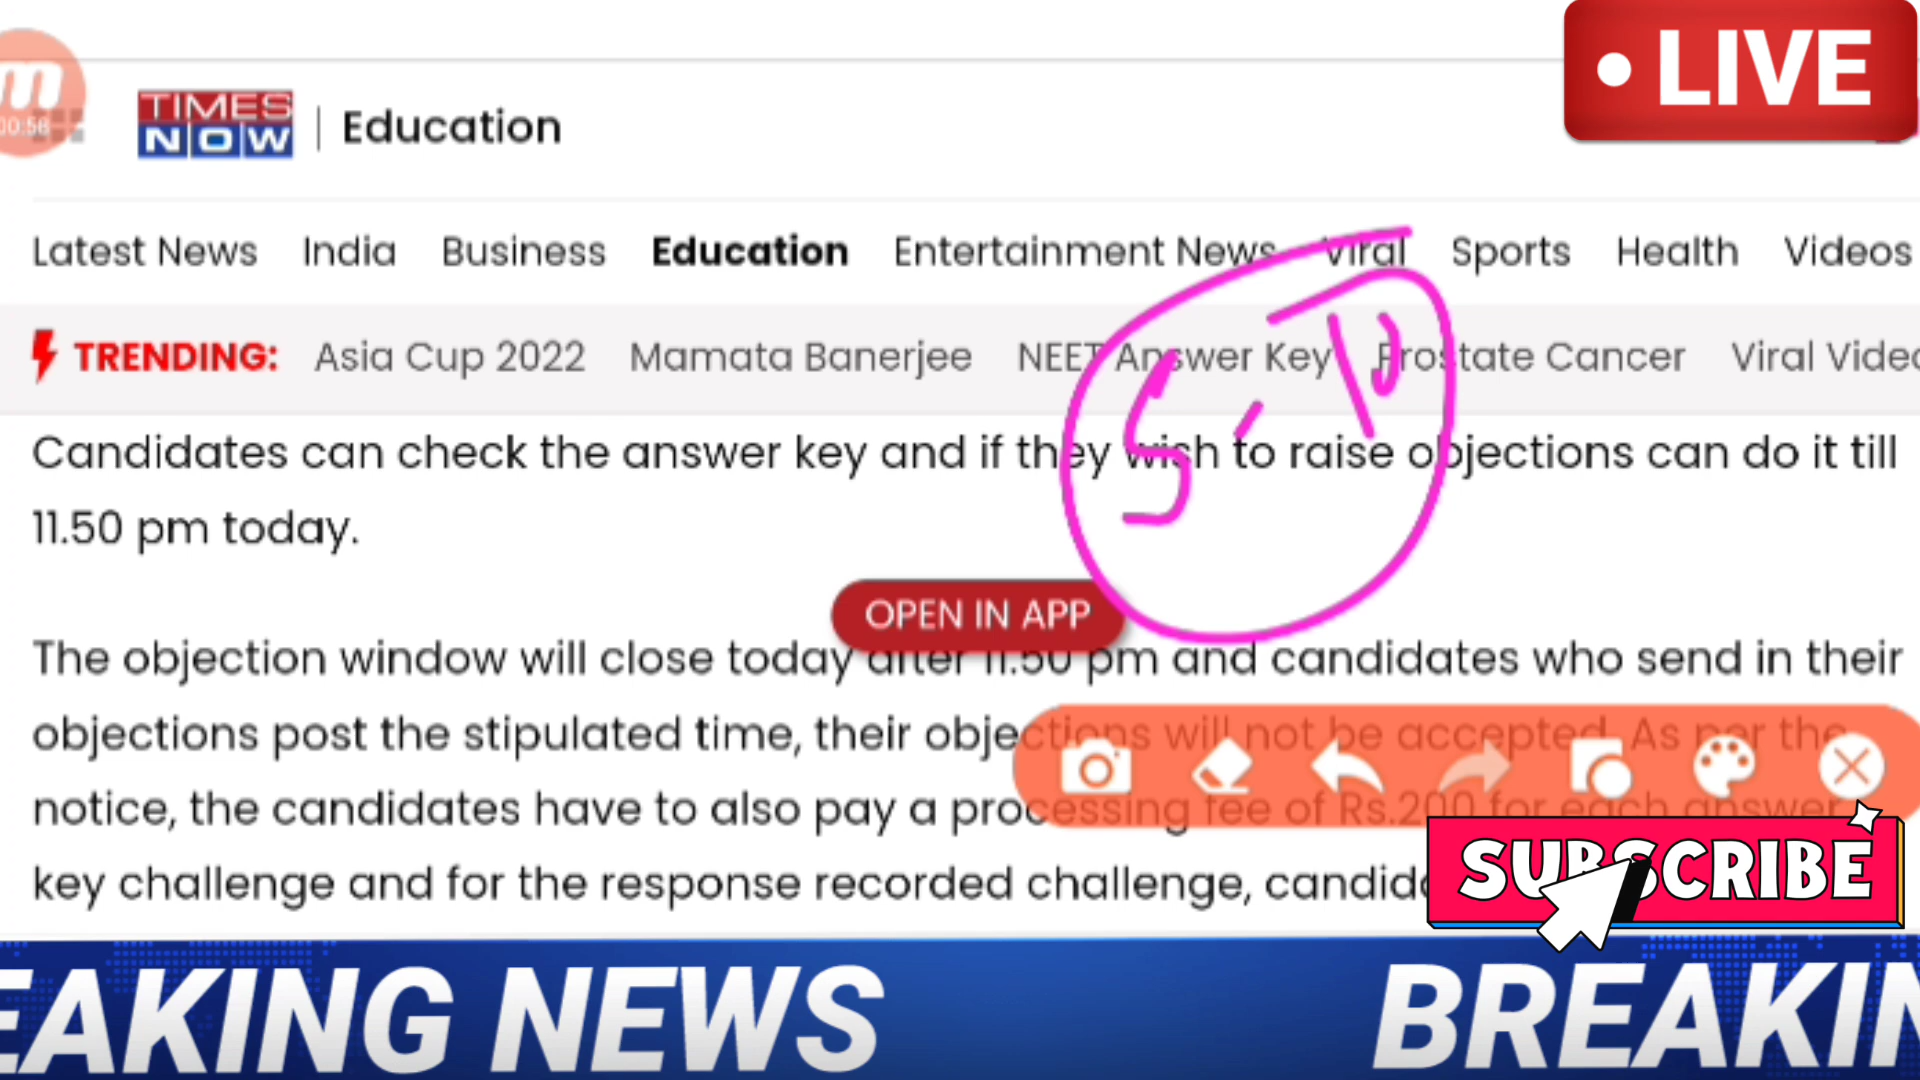 LIVE
m
00:56
TIMES NOW | Education
Latest News India Business Education Entertainment News Viral Sports Health Videos
TRENDING: Asia Cup 2022 Mamata Banerjee NEET Answer Key Prostate Cancer Viral Video
Candidates can check the answer key and if they wish to raise objections can do it till
11.50 pm today.
OPEN IN APP
The objection window will close today after 11.50 pm and candidates who send in their
objections post the stipulated time, their objections will not be accepted. As per the
notice, the candidates have to also pay a processing fee of Rs.200 for each answer
key challenge and for the response recorded challenge,
SUBSCRIBE
EAKING NEWS BREAKIN